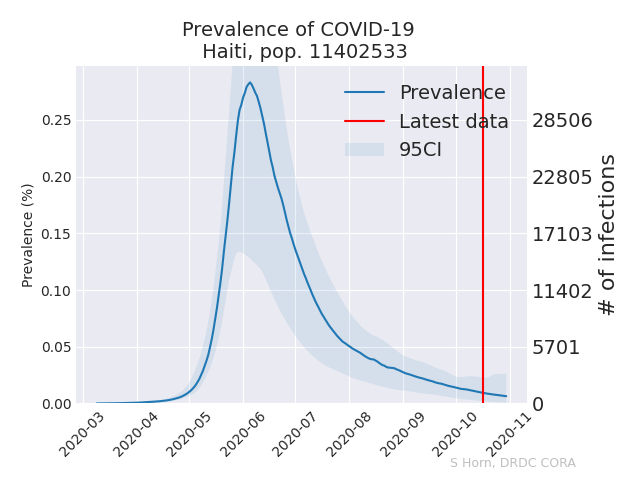 Prevalence of COVID-19
Haiti, pop. 11402533
Prevalence
Latest data
95CI
Prevalence (%)
0.25
0.20
0.15
0.10
0.05
0.00
28506
22805
17103
11402
5701
0
# of infections
2020-03
2020-04
2020-05
2020-06
2020-07
2020-08
2020-09
2020-10
2020-11
S Horn, DRDC CORA